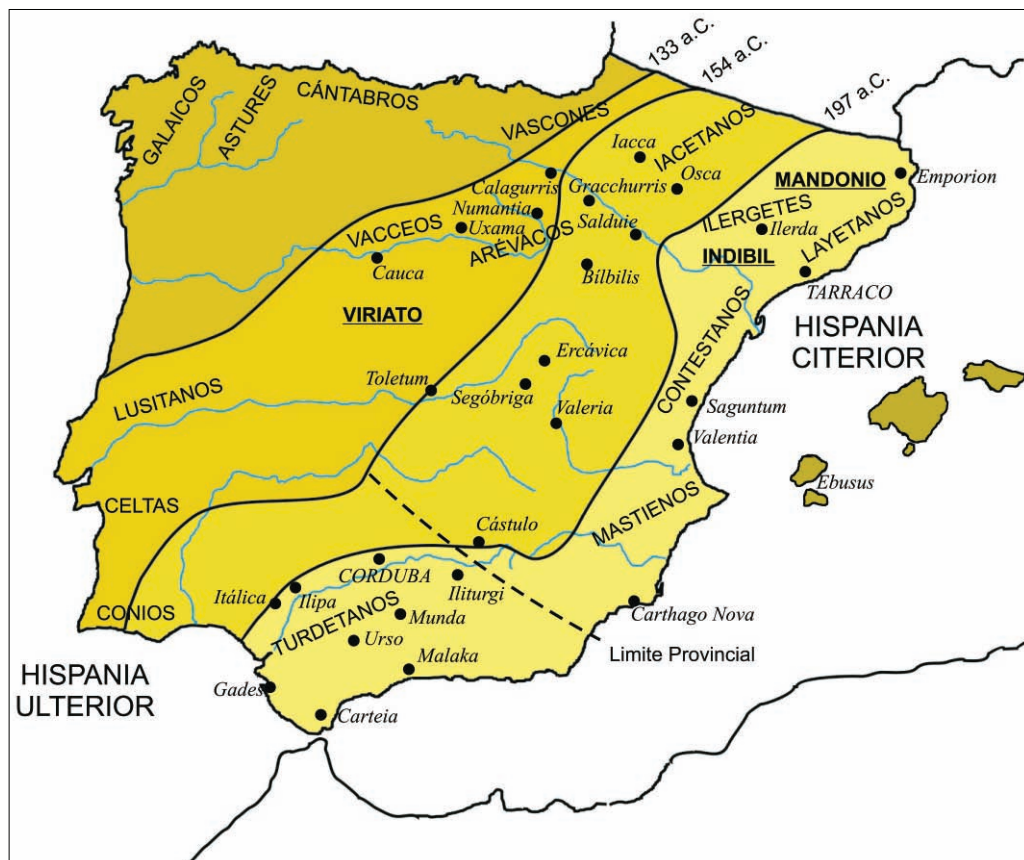 133 a.C.
154 a.C.
197 a.C.
GALAICOS
ASTURES
CÁNTABROS
VASCONES
IACETANOS
Iacca
Osca
Calagurris
Gracchurris
MANDONIO
Emporion
Numantia
Uxama
Salduie
ILERGETES
Ilerda
LAYETANOS
VACCEOS
ARÉVACOS
INDIBIL
Cauca
Bílbilis
TARRACO
VIRIATO
CONTESTANOS
HISPANIA
CITERIOR
Ercávica
Toletum
Segóbriga
Valeria
LUSITANOS
Saguntum
Valentia
Ebusus
CELTAS
MASTIENOS
Cástulo
CORDUBA
Iliturgi
Itálica
Ilipa
CONIOS
TURDETANOS
Munda
Carthago Nova
Urso
Limite Provincial
HISPANIA
ULTERIOR
Malaka
Gades
Carteia